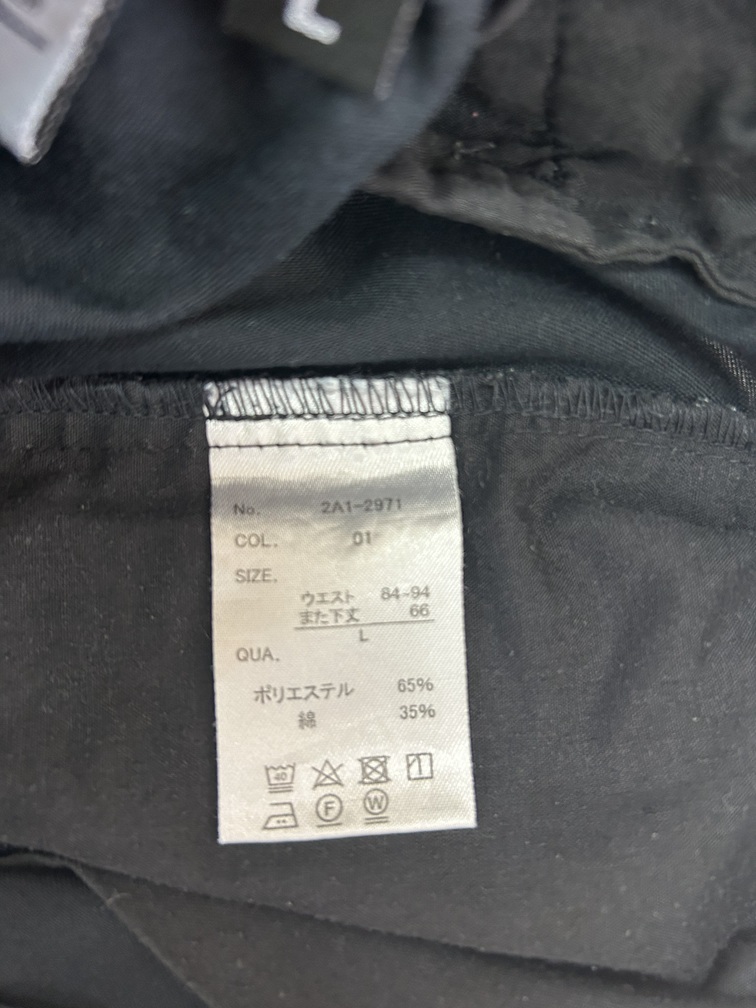 No. 2A1-2971
COL. 01
SIZE.
ウエスト 84-94
また下丈 66
L
QUA.
ポリエステル 65%
綿 35%
40
F W